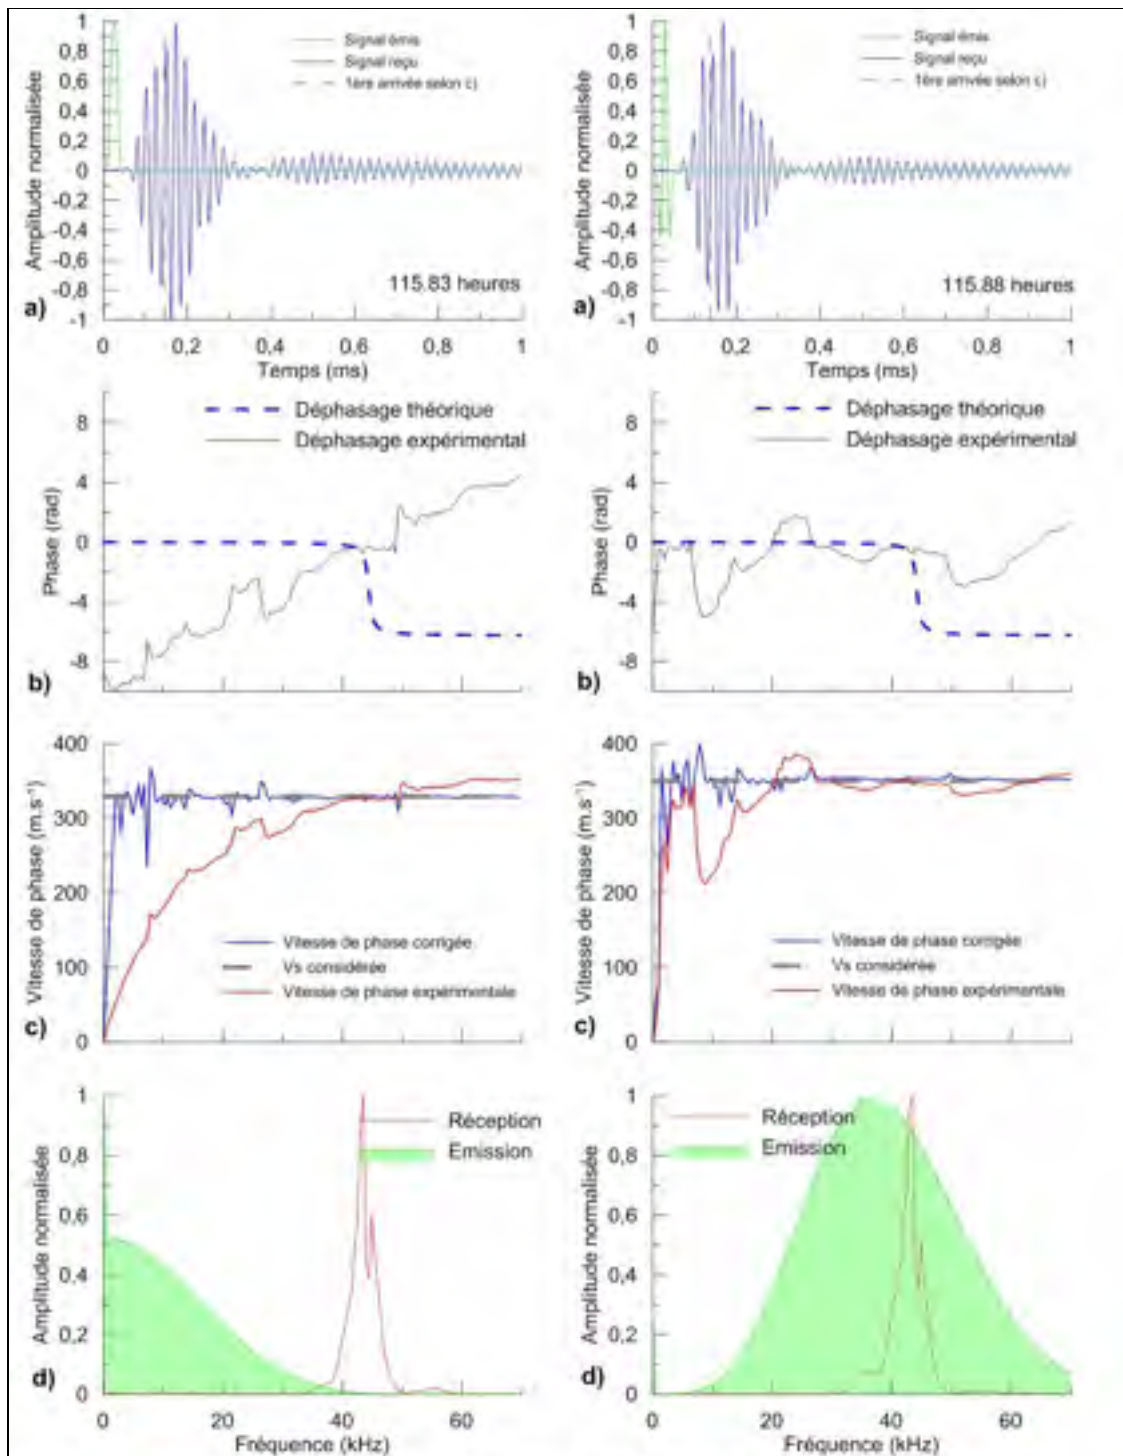 1
0,8
0,6
0,4
0,2
0
-0,2
-0,4
-0,6
-0,8
-1
Amplitude normalisée
Signal émis
Signal reçu
1ère arrivée selon c)
115.83 heures
a)
0 0,2 0,4 0,6 0,8 1
Temps (ms)
1
0,8
0,6
0,4
0,2
0
-0,2
-0,4
-0,6
-0,8
-1
Amplitude normalisée
Signal émis
Signal reçu
1ère arrivée selon c)
115.88 heures
a)
0 0,2 0,4 0,6 0,8 1
Temps (ms)
8
4
0
-4
-8
Phase (rad)
Déphasage théorique
Déphasage expérimental
b)
8
4
0
-4
-8
Phase (rad)
Déphasage théorique
Déphasage expérimental
b)
400
300
200
100
0
Vitesse de phase (m.s⁻¹)
Vitesse de phase corrigée
Vs considérée
Vitesse de phase expérimentale
c)
400
300
200
100
0
Vitesse de phase (m.s⁻¹)
Vitesse de phase corrigée
Vs considérée
Vitesse de phase expérimentale
c)
1
0,8
0,6
0,4
0,2
0
Amplitude normalisée
Réception
Emission
d)
0 20 40 60
Fréquence (kHz)
1
0,8
0,6
0,4
0,2
0
Amplitude normalisée
Réception
Emission
d)
0 20 40 60
Fréquence (kHz)